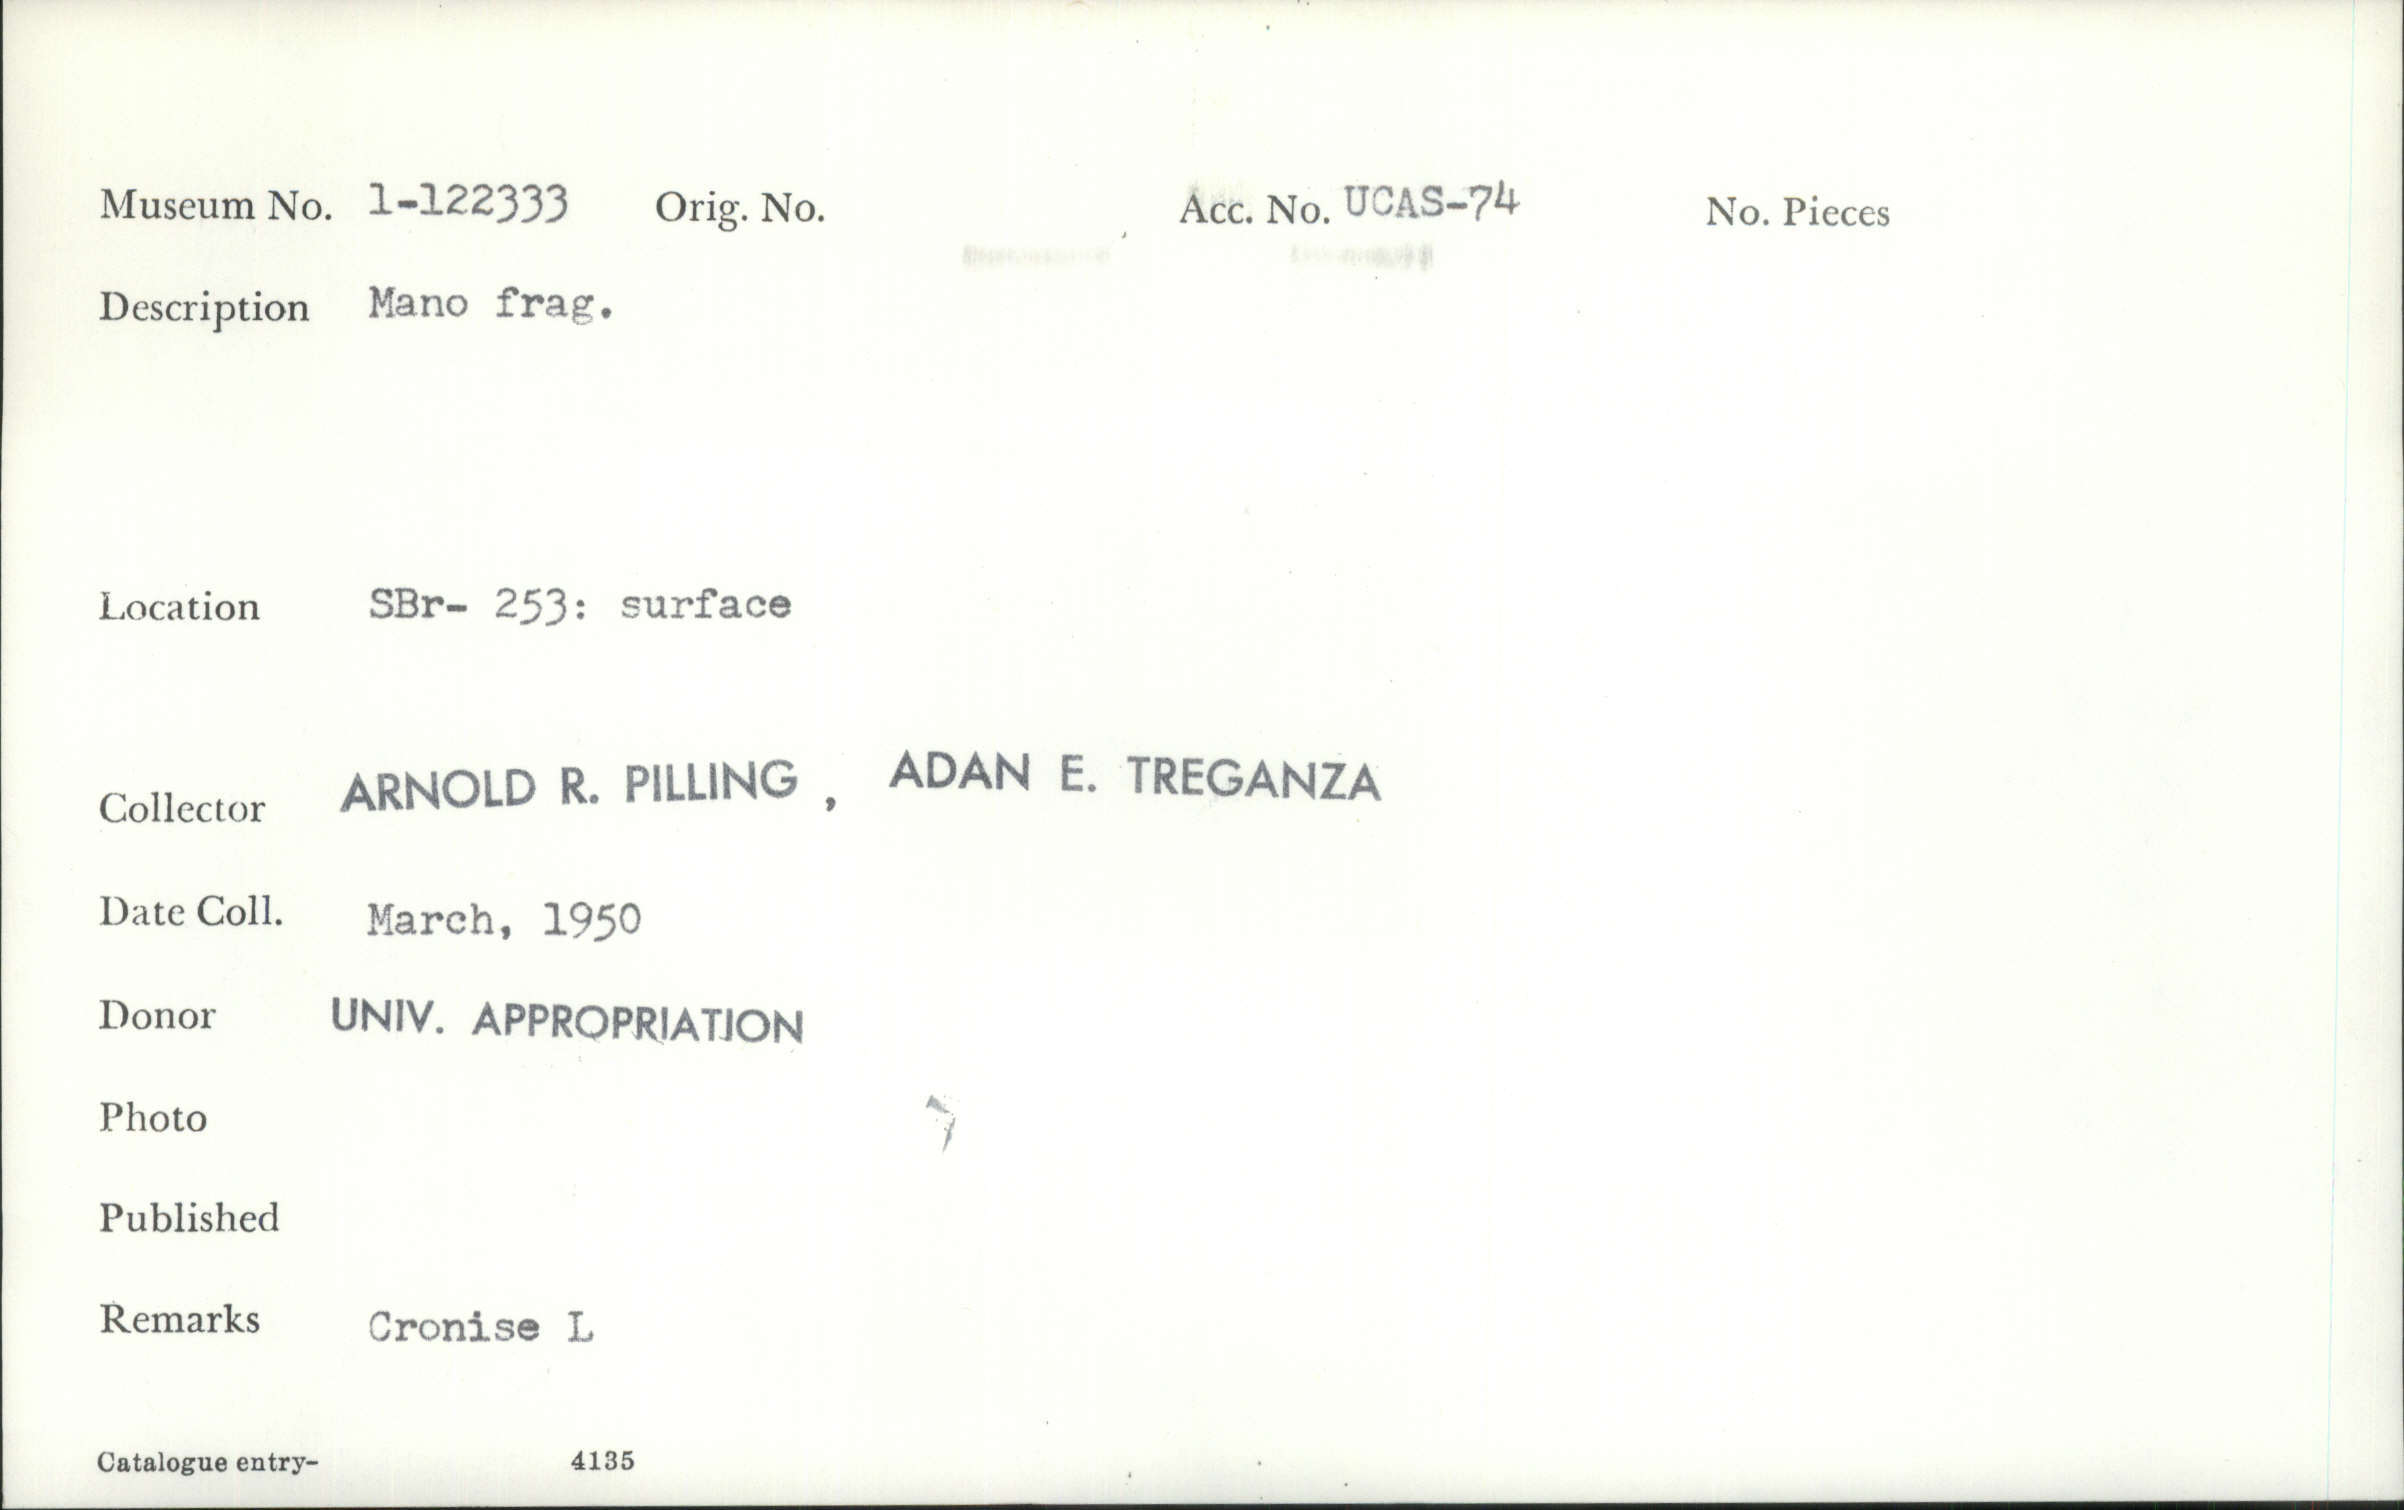 Museum No. 1-122333 Orig. No. Acc. No. UCAS-74 No. Pieces
Description Mano frag.
Location SBr- 253: surface
Collector ARNOLD R. PILLING , ADAN E. TREGANZA
Date Coll. March, 1950
Donor UNIV. APPROPRIATION
Photo
Published
Remarks Cronise L
Catalogue entry- 4135